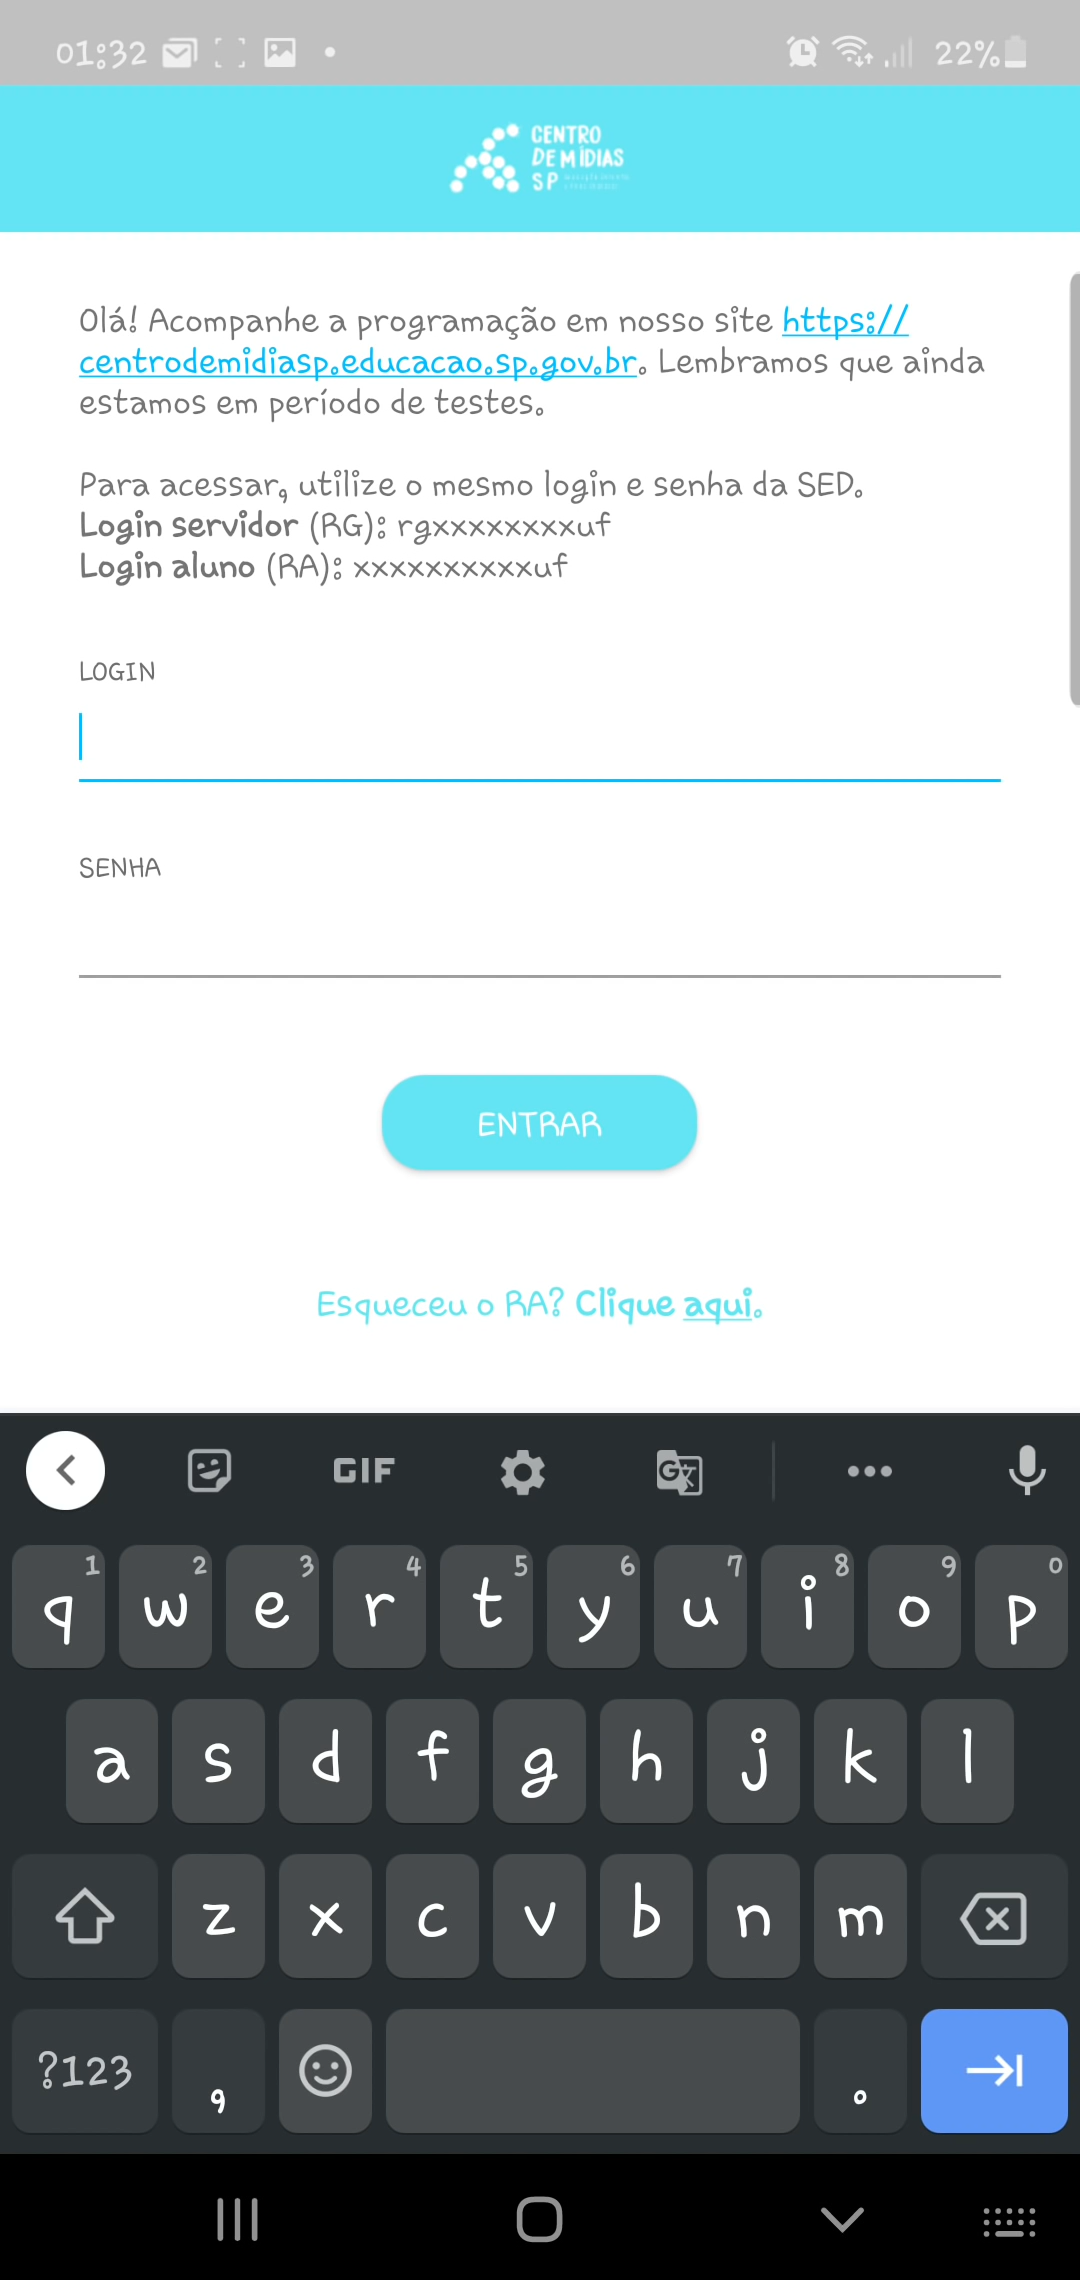 01:32
22%
CENTRO
DE MÍDIAS
SP
Olá! Acompanhe a programação em nosso site https://
centrodemidiasp.educacao.sp.gov.br. Lembramos que ainda
estamos em período de testes.
Para acessar, utilize o mesmo login e senha da SED.
Login servidor (RG): rgxxxxxxxxuf
Login aluno (RA): xxxxxxxxxxuf
LOGIN
SENHA
ENTRAR
Esqueceu o RA? Clique aqui.
GIF
1 2 3 4 5 6 7 8 9 0
q w e r t y u i o p
a s d f g h j k l
z x c v b n m
?123 , .